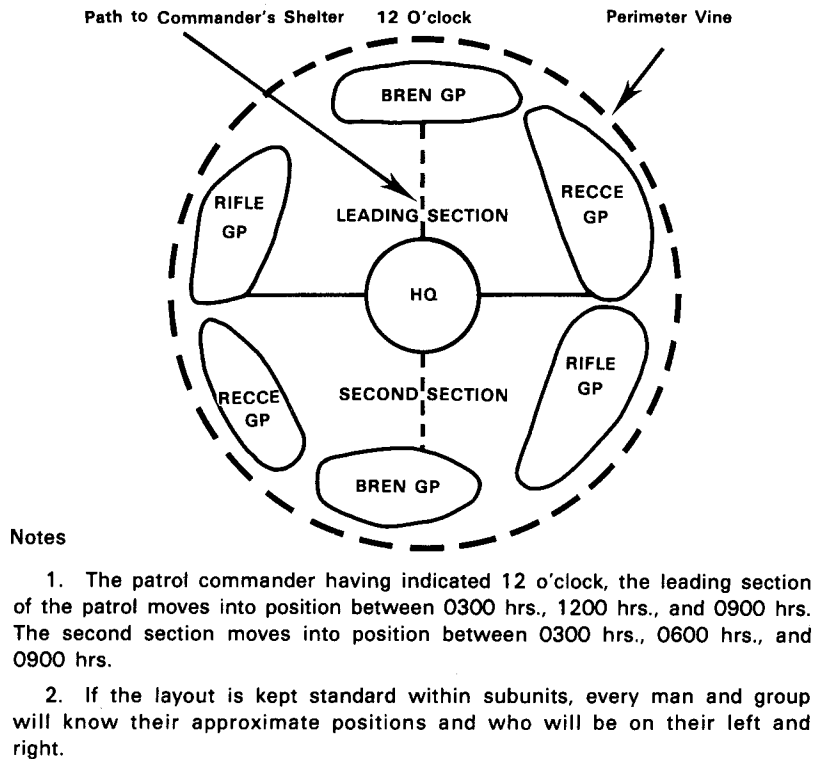 Path to Commander's Shelter 12 O'clock Perimeter Vine
BREN GP
RECCE
GP
RIFLE
GP
LEADING SECTION
HQ
RIFLE
GP
SECOND SECTION
RECCE
GP
BREN GP
Notes
1. The patrol commander having indicated 12 o'clock, the leading section
of the patrol moves into position between 0300 hrs., 1200 hrs., and 0900 hrs.
The second section moves into position between 0300 hrs., 0600 hrs., and
0900 hrs.
2. If the layout is kept standard within subunits, every man and group
will know their approximate positions and who will be on their left and
right.